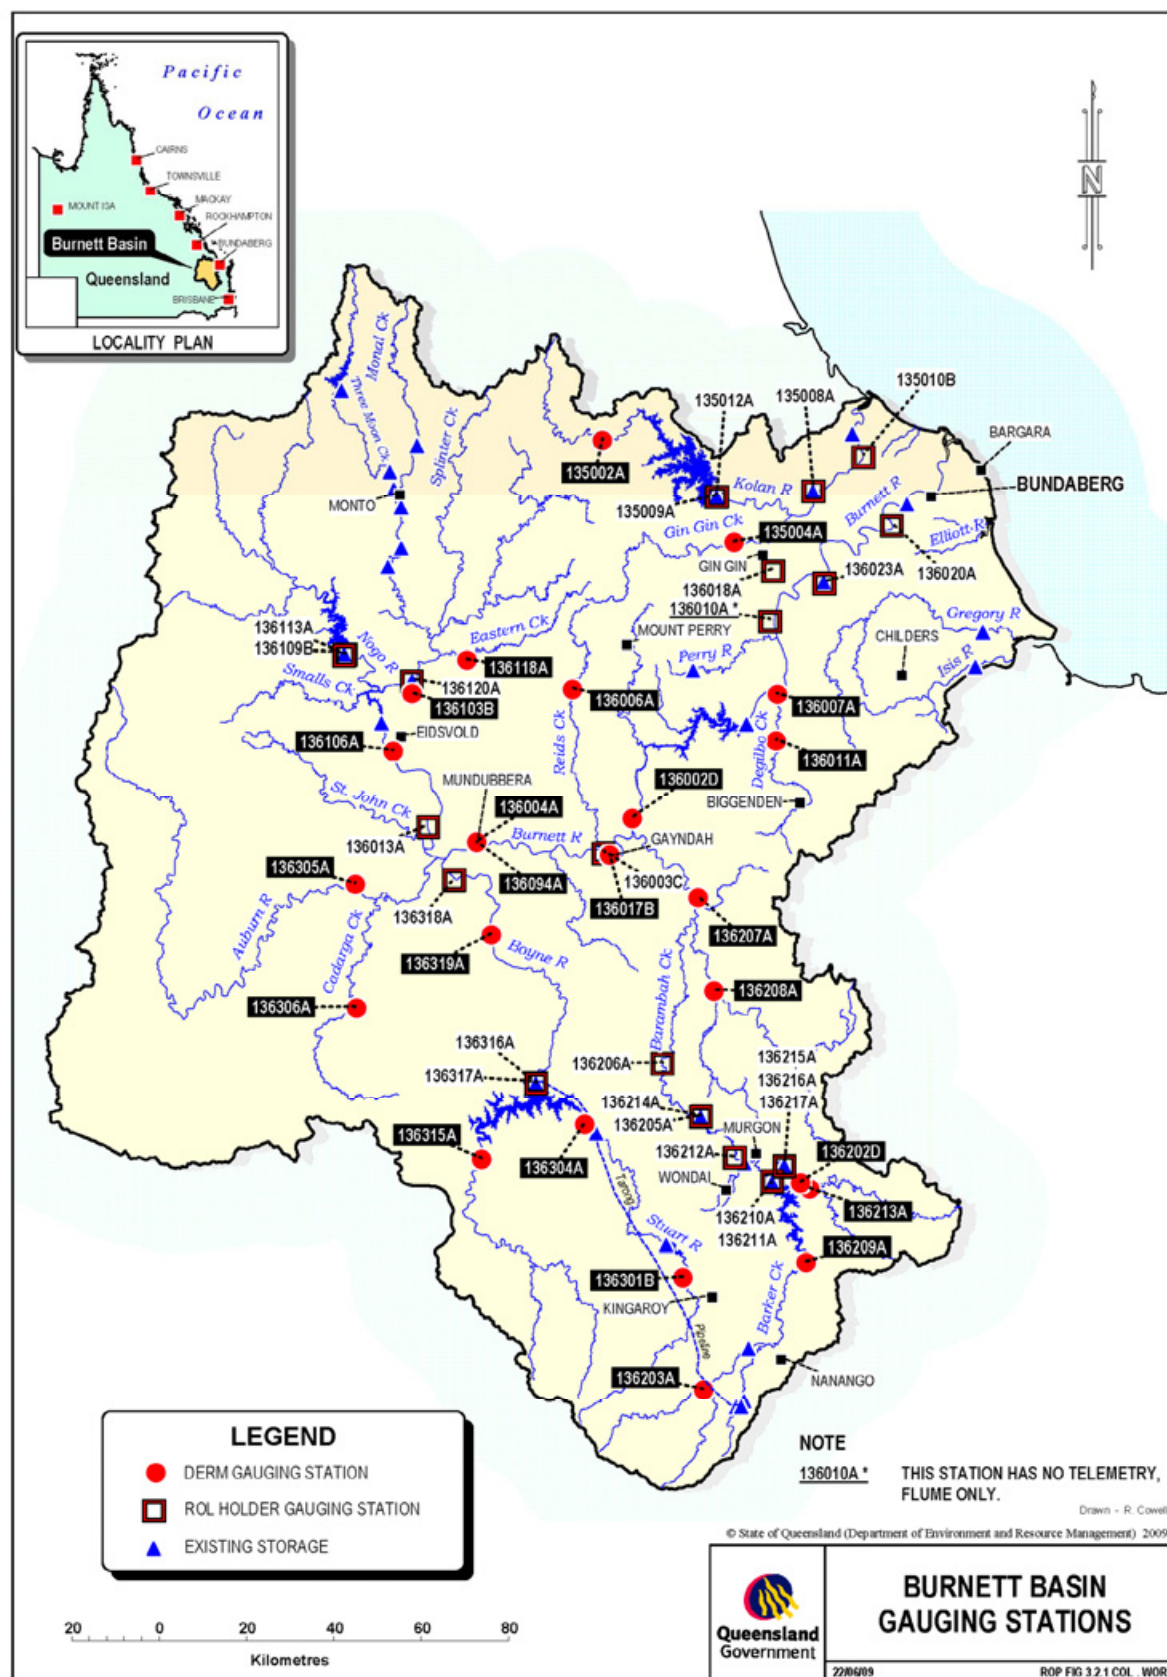 Pacific
Ocean
CAIRNS
TOWNSVILLE
MOUNT ISA
MACKAY
ROCKHAMPTON
BUNDABERG
Burnett Basin
Queensland
BRISBANE
LOCALITY PLAN
N
Monal Ck
Three Moon Ck
Splinter Ck
MONTO
135002A
135012A
135008A
135010B
BARGARA
BUNDABERG
135009A
Kolan R
Burnett R
Elliott R
Gin Gin Ck
135004A
GIN GIN
136018A
136010A *
136023A
136020A
136113A
136109B
Nogo R
Eastern Ck
136118A
MOUNT PERRY
Perry R
CHILDERS
Gregory R
Isis R
Smalls Ck
136120A
136103B
136006A
136007A
136106A
EIDSVOLD
Reids Ck
Degilbo Ck
136011A
MUNDUBBERA
136004A
136002D
BIGGENDEN
St. John Ck
136013A
Burnett R
GAYNDAH
136305A
136094A
136003C
136017B
136318A
136207A
Auburn R
Cadarga Ck
136319A
Boyne R
136306A
Barambah Ck
136208A
136316A
136317A
136206A
136215A
136216A
136217A
136214A
136205A
MURGON
136315A
136304A
136212A
WONDAI
136202D
136213A
136210A
136211A
Tarong
Stuart R
136209A
136301B
KINGAROY
Pipeline
Barker Ck
136203A
NANANGO
LEGEND
DERM GAUGING STATION
ROL HOLDER GAUGING STATION
EXISTING STORAGE
NOTE
136010A * THIS STATION HAS NO TELEMETRY,
FLUME ONLY.
Drawn - R. Cowell
© State of Queensland (Department of Environment and Resource Management) 2009
20 0 20 40 60 80
Kilometres
Queensland
Government
BURNETT BASIN
GAUGING STATIONS
22/06/09 ROP FIG 3.2.1 COL . WOR